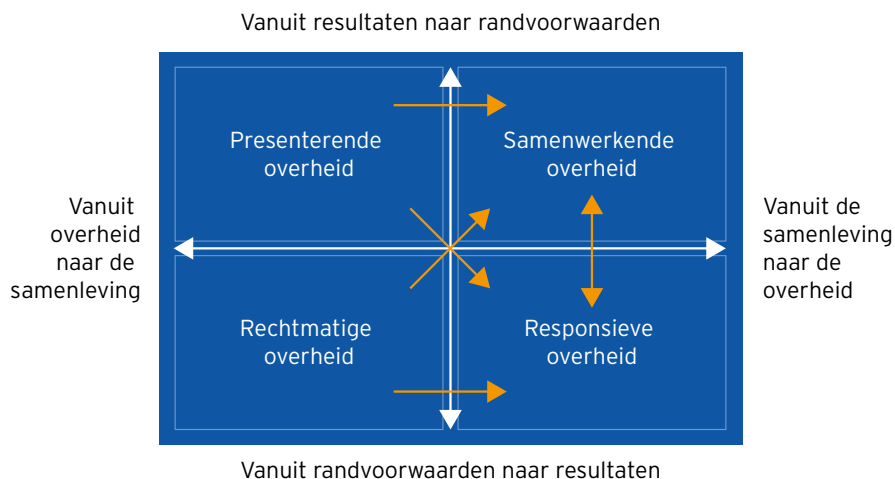 Vanuit resultaten naar randvoorwaarden
Presenterende
overheid
Samenwerkende
overheid
Vanuit
overheid
naar de
samenleving
Vanuit de
samenleving
naar de
overheid
Rechtmatige
overheid
Responsieve
overheid
Vanuit randvoorwaarden naar resultaten